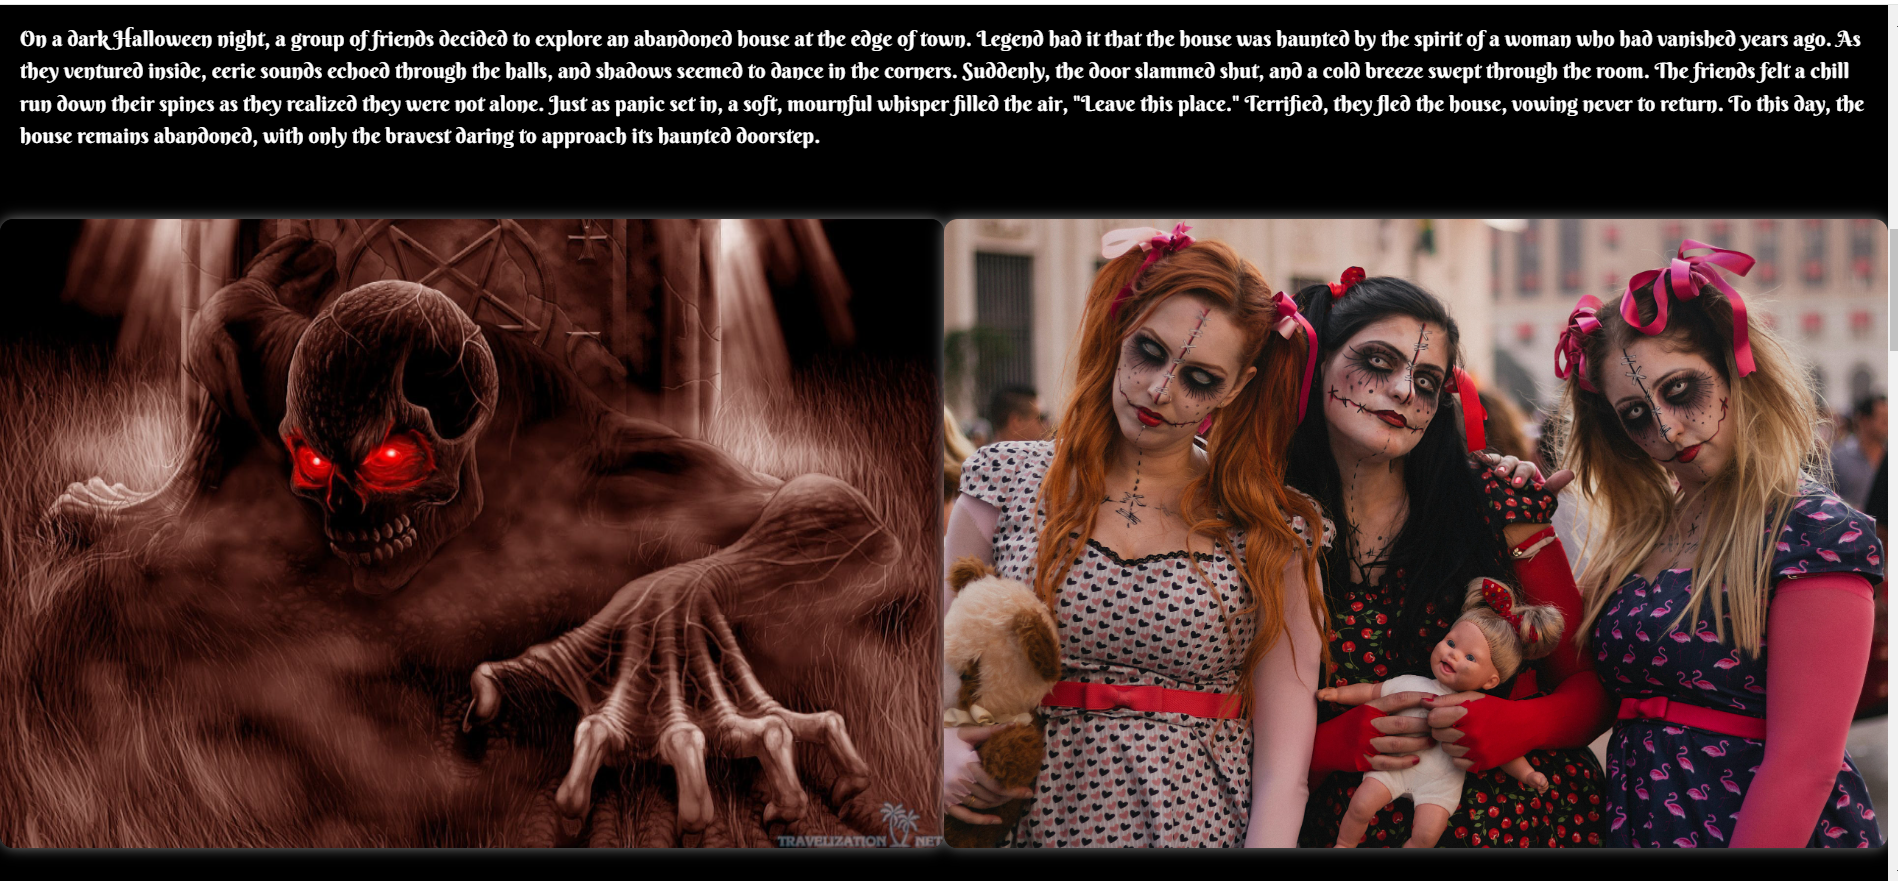 On a dark Halloween night, a group of friends decided to explore an abandoned house at the edge of town. Legend had it that the house was haunted by the spirit of a woman who had vanished years ago. As
they ventured inside, eerie sounds echoed through the halls, and shadows seemed to dance in the corners. Suddenly, the door slammed shut, and a cold breeze swept through the room. The friends felt a chill
run down their spines as they realized they were not alone. Just as panic set in, a soft, mournful whisper filled the air, "Leave this place." Terrified, they fled the house, vowing never to return. To this day, the
house remains abandoned, with only the bravest daring to approach its haunted doorstep.
TRAVELIZATION NET